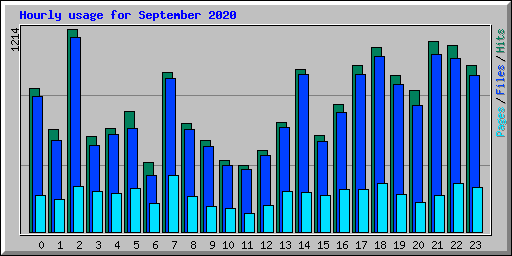 Hourly usage for September 2020
1214
Pages/Files/Hits
0 1 2 3 4 5 6 7 8 9 10 11 12 13 14 15 16 17 18 19 20 21 22 23